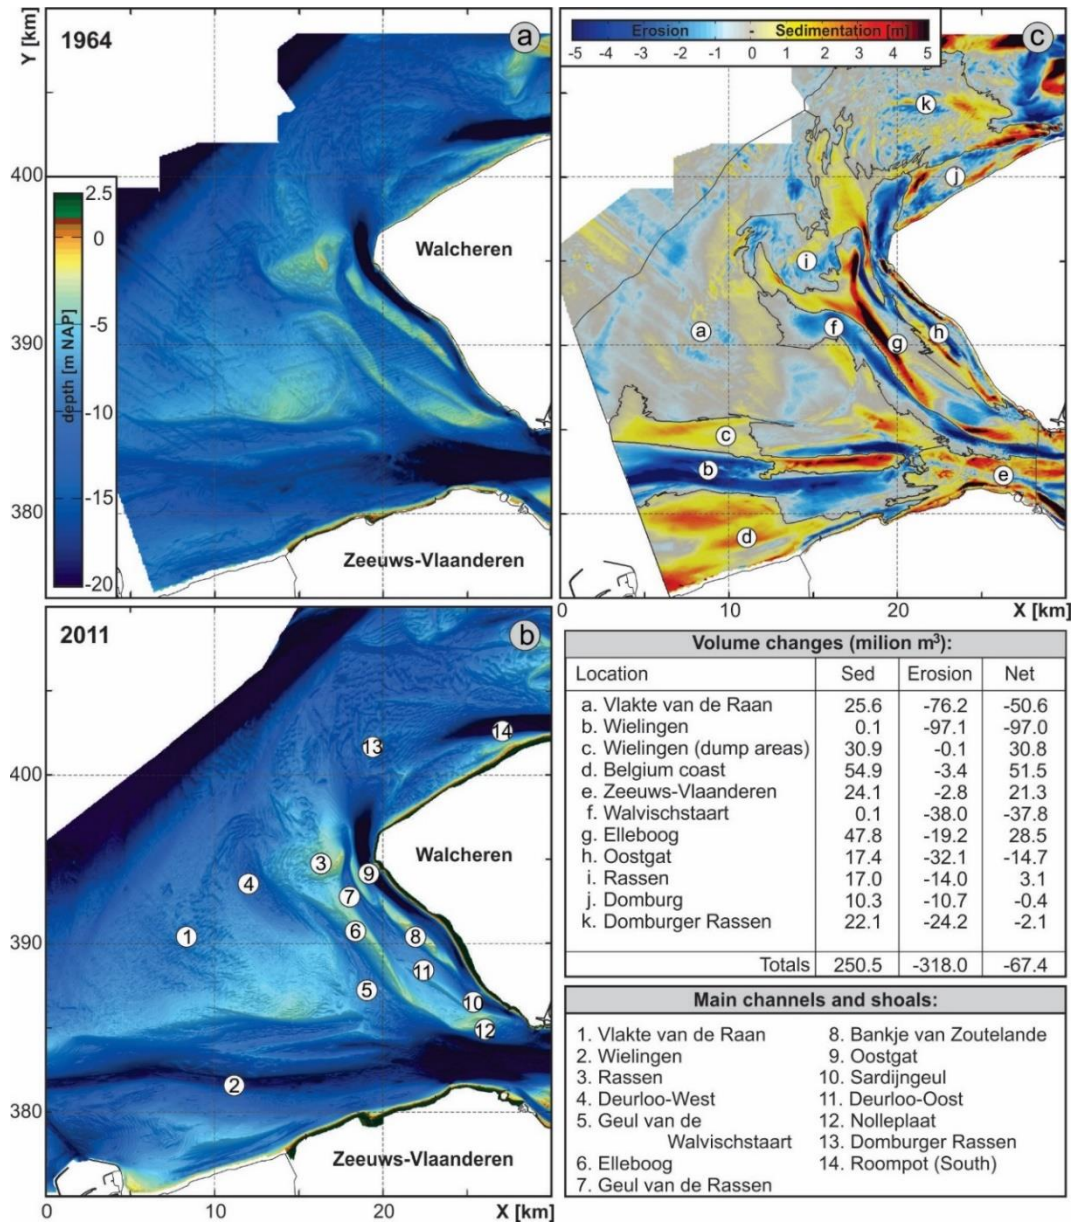 Y [km]
1964
a
400
390
380
2.5
0
-5
-10
-15
-20
depth [m NAP]
Walcheren
Zeeuws-Vlaanderen
Erosion - Sedimentation [m]
-5 -4 -3 -2 -1 0 1 2 3 4 5
c
k
j
i
a
f
g
h
c
b
e
d
0 10 20 X [km]
2011
b
400
390
380
13
14
3
9
4
7
1
6
8
11
5
10
12
2
Walcheren
Zeeuws-Vlaanderen
0 10 20 X [km]
Volume changes (milion m³):
Location Sed Erosion Net
a. Vlakte van de Raan 25.6 -76.2 -50.6
b. Wielingen 0.1 -97.1 -97.0
c. Wielingen (dump areas) 30.9 -0.1 30.8
d. Belgium coast 54.9 -3.4 51.5
e. Zeeuws-Vlaanderen 24.1 -2.8 21.3
f. Walvischstaart 0.1 -38.0 -37.8
g. Elleboog 47.8 -19.2 28.5
h. Oostgat 17.4 -32.1 -14.7
i. Rassen 17.0 -14.0 3.1
j. Domburg 10.3 -10.7 -0.4
k. Domburger Rassen 22.1 -24.2 -2.1
Totals 250.5 -318.0 -67.4
Main channels and shoals:
1. Vlakte van de Raan
2. Wielingen
3. Rassen
4. Deurloo-West
5. Geul van de
Walvischstaart
6. Elleboog
7. Geul van de Rassen
8. Bankje van Zoutelande
9. Oostgat
10. Sardijngeul
11. Deurloo-Oost
12. Nolleplaat
13. Domburger Rassen
14. Roompot (South)